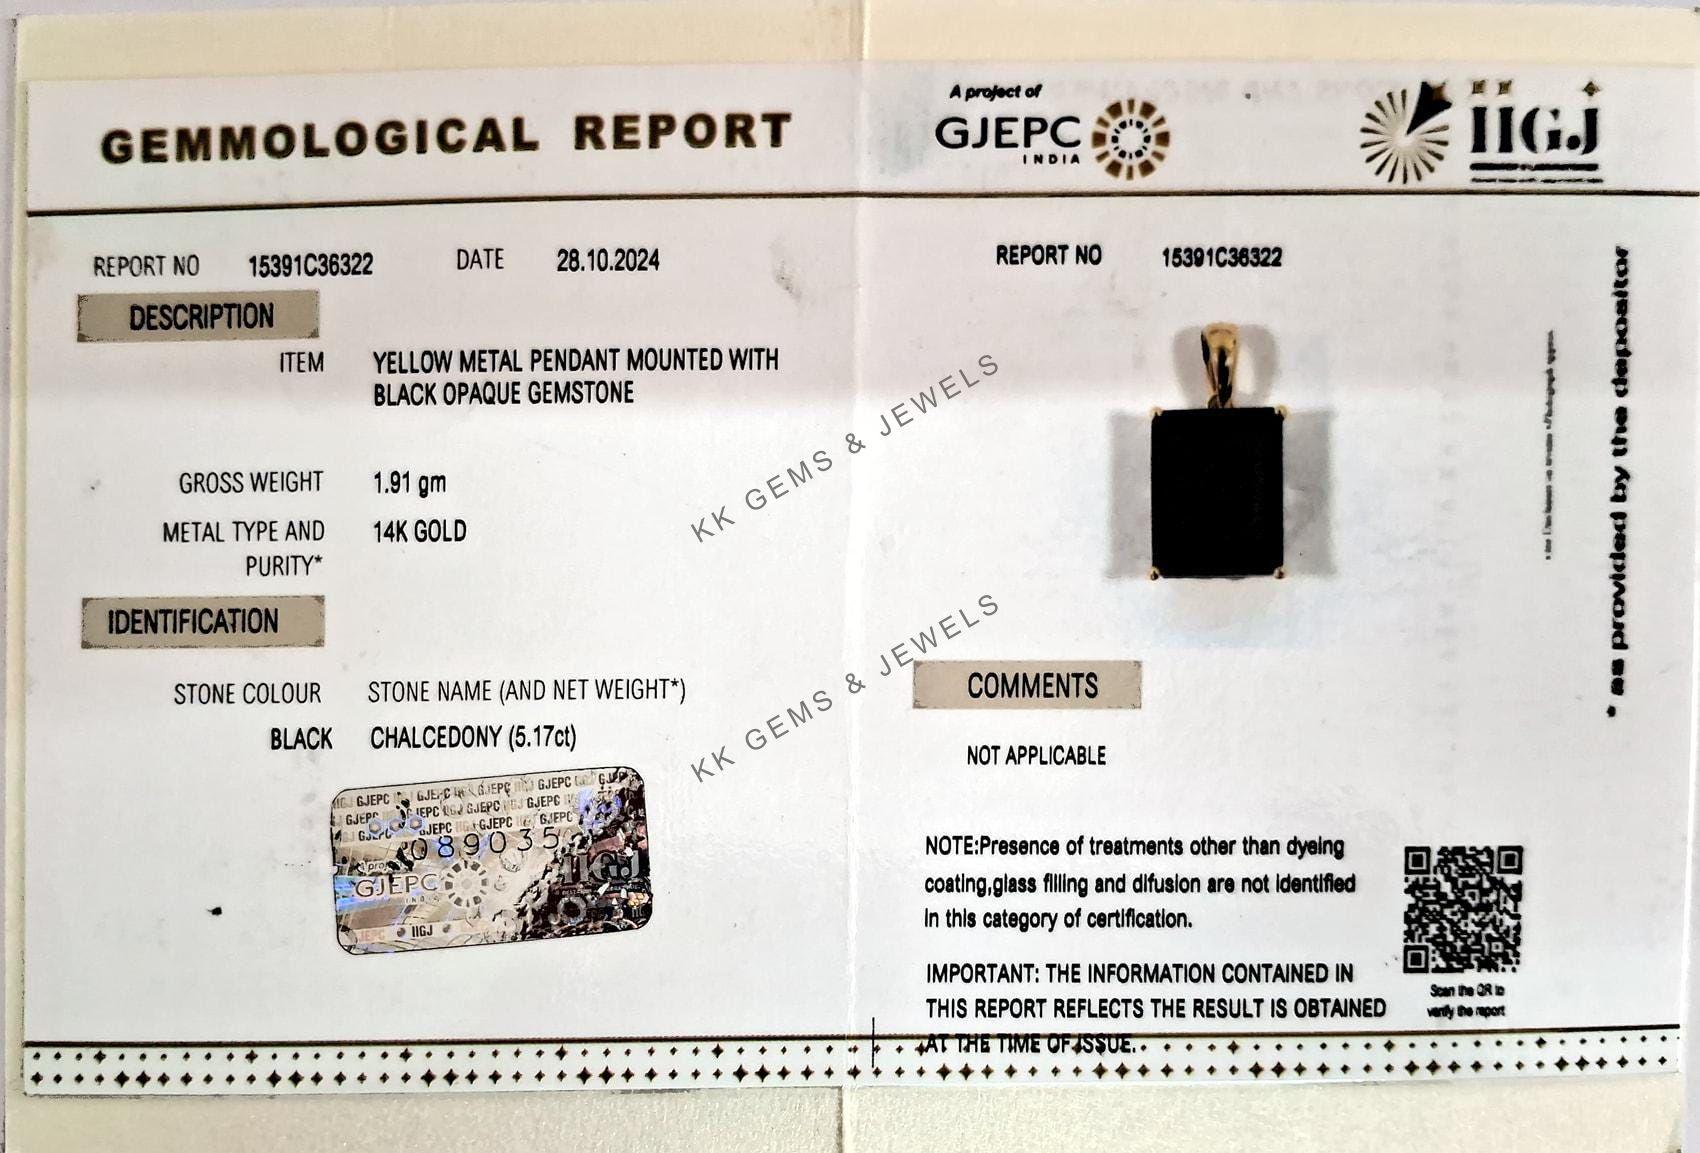 GEMMOLOGICAL REPORT
A project of
GJEPC
INDIA
IIGJ
REPORT NO 15391C36322 DATE 28.10.2024
DESCRIPTION
ITEM YELLOW METAL PENDANT MOUNTED WITH
BLACK OPAQUE GEMSTONE
GROSS WEIGHT 1.91 gm
METAL TYPE AND 14K GOLD
PURITY*
IDENTIFICATION
STONE COLOUR STONE NAME (AND NET WEIGHT*)
BLACK CHALCEDONY (5.17ct)
089035
GJEPC
IIGJ
IIGJ
REPORT NO 15391C36322
* as provided by the depositor
KK GEMS & JEWELS
KK GEMS & JEWELS
COMMENTS
NOT APPLICABLE
NOTE:Presence of treatments other than dyeing
coating,glass filling and difusion are not identified
in this category of certification.
IMPORTANT: THE INFORMATION CONTAINED IN
THIS REPORT REFLECTS THE RESULT IS OBTAINED
AT THE TIME OF ISSUE.
Scan the QR to
verify the report